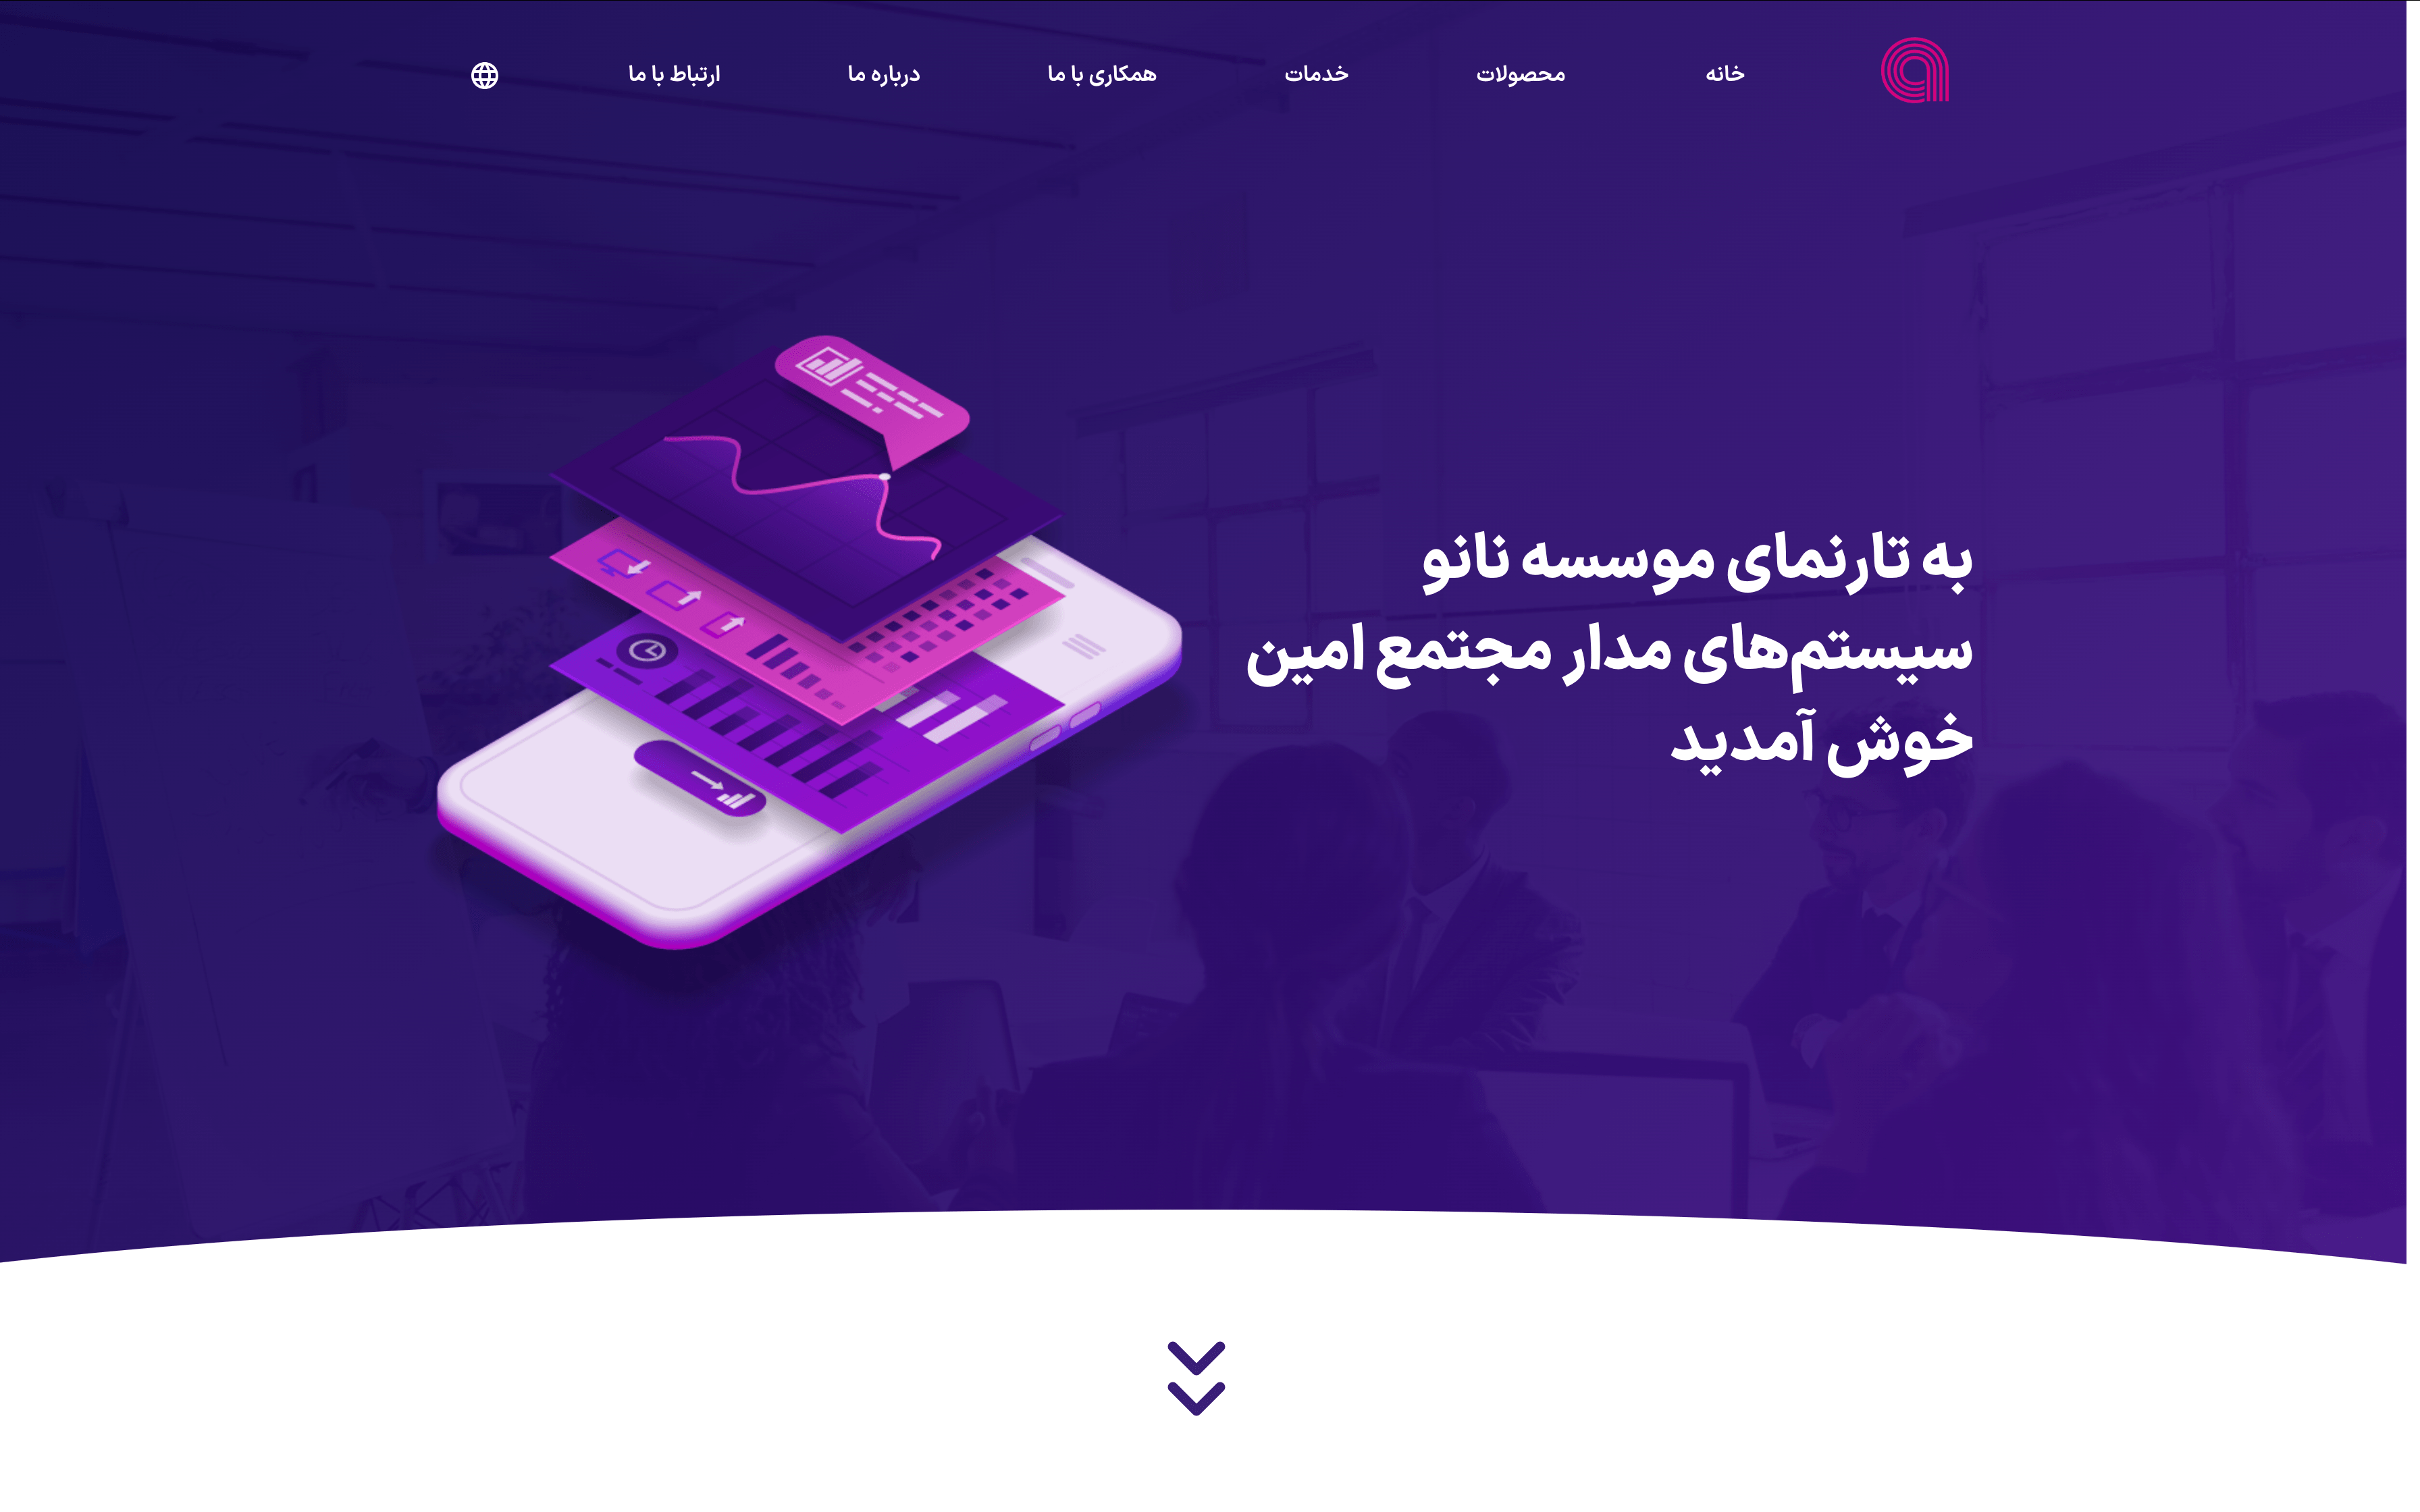 خانه
محصولات
خدمات
همکاری با ما
درباره ما
ارتباط با ما
به تارنمای موسسه نانو
سیستم‌های مدار مجتمع امین
خوش آمدید